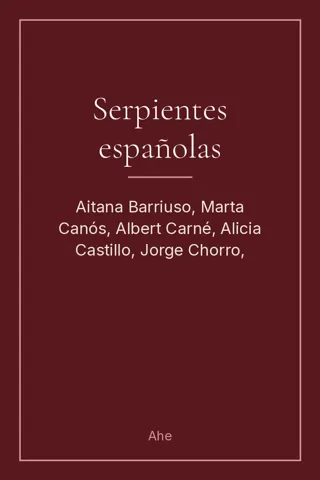 Serpientes
españolas
Aitana Barriuso, Marta
Canós, Albert Carné, Alicia
Castillo, Jorge Chorro,
Ahe